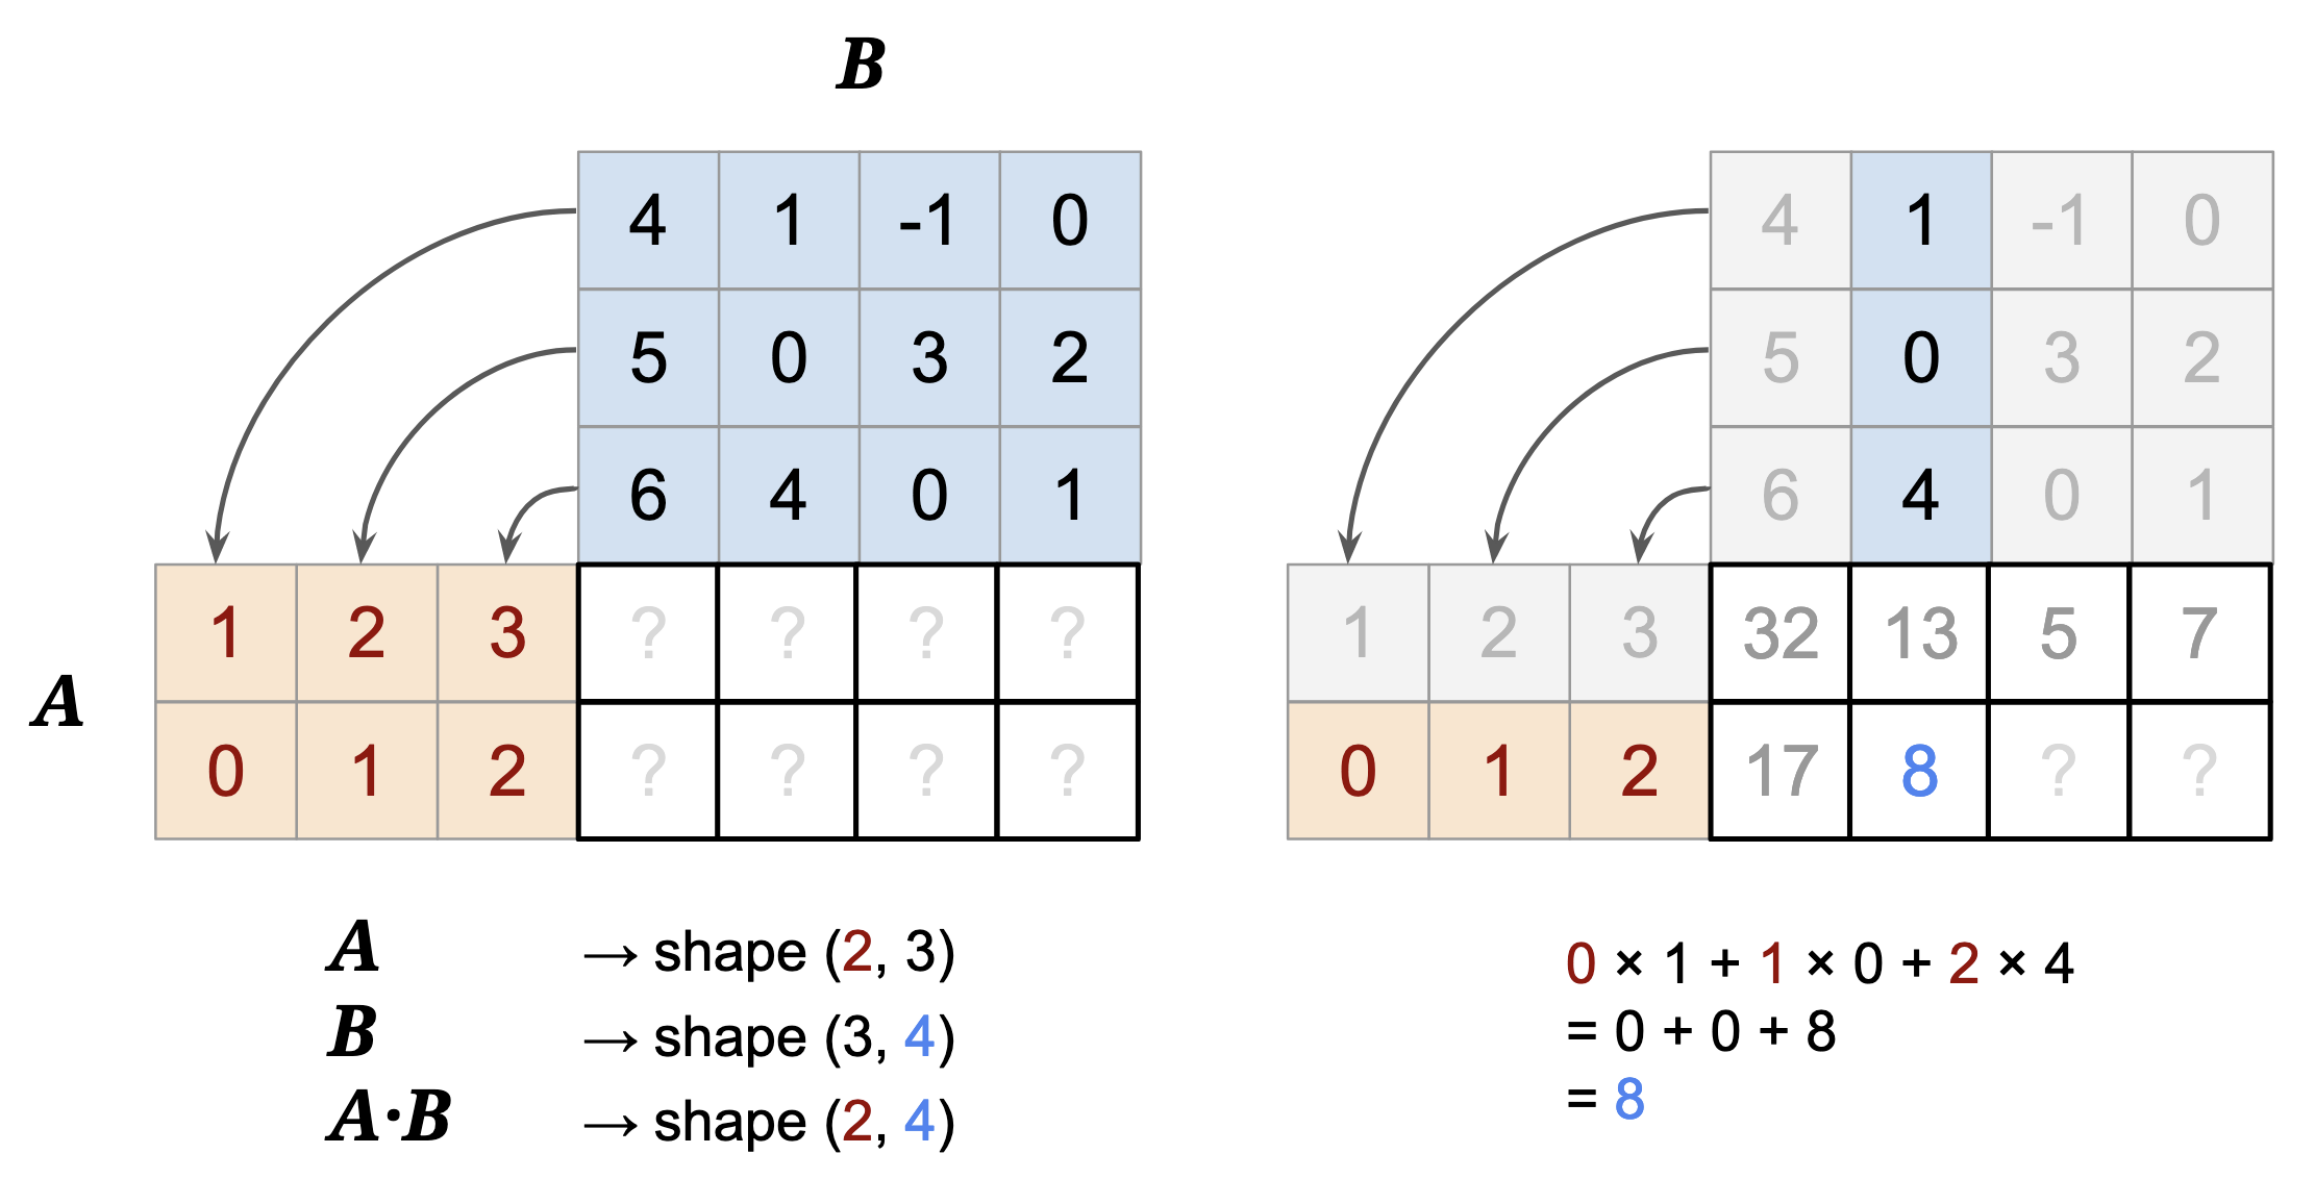 B
4 1 -1 0
5 0 3 2
6 4 0 1
A
1 2 3 ? ? ? ?
0 1 2 ? ? ? ?
A → shape (2, 3)
B → shape (3, 4)
A·B → shape (2, 4)
4 1 -1 0
5 0 3 2
6 4 0 1
1 2 3 32 13 5 7
0 1 2 17 8 ? ?
0 × 1 + 1 × 0 + 2 × 4
= 0 + 0 + 8
= 8